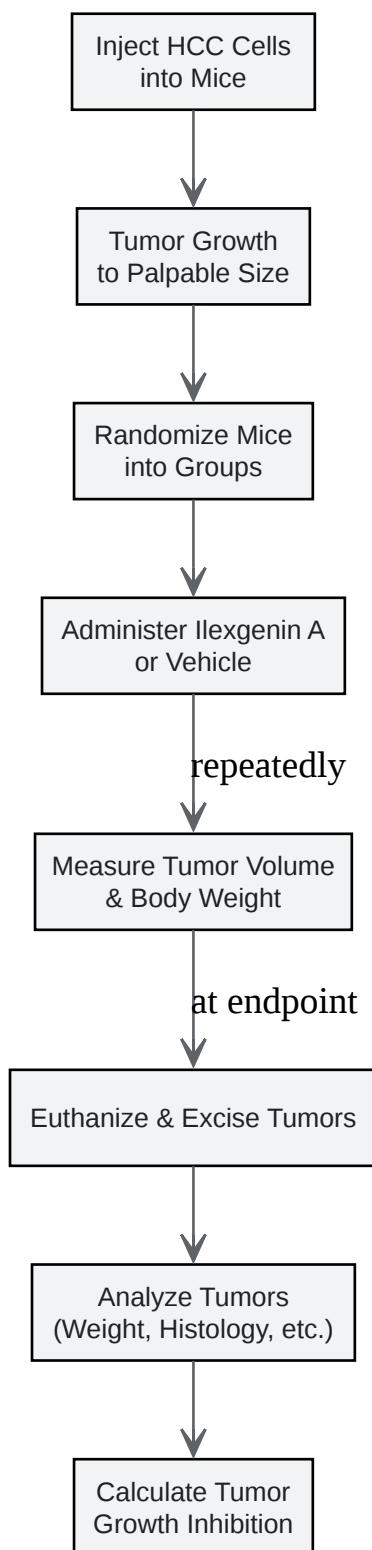 Inject HCC Cells
into Mice
Tumor Growth
to Palpable Size
Randomize Mice
into Groups
Administer Ilexgenin A
or Vehicle
repeatedly
Measure Tumor Volume
& Body Weight
at endpoint
Euthanize & Excise Tumors
Analyze Tumors
(Weight, Histology, etc.)
Calculate Tumor
Growth Inhibition